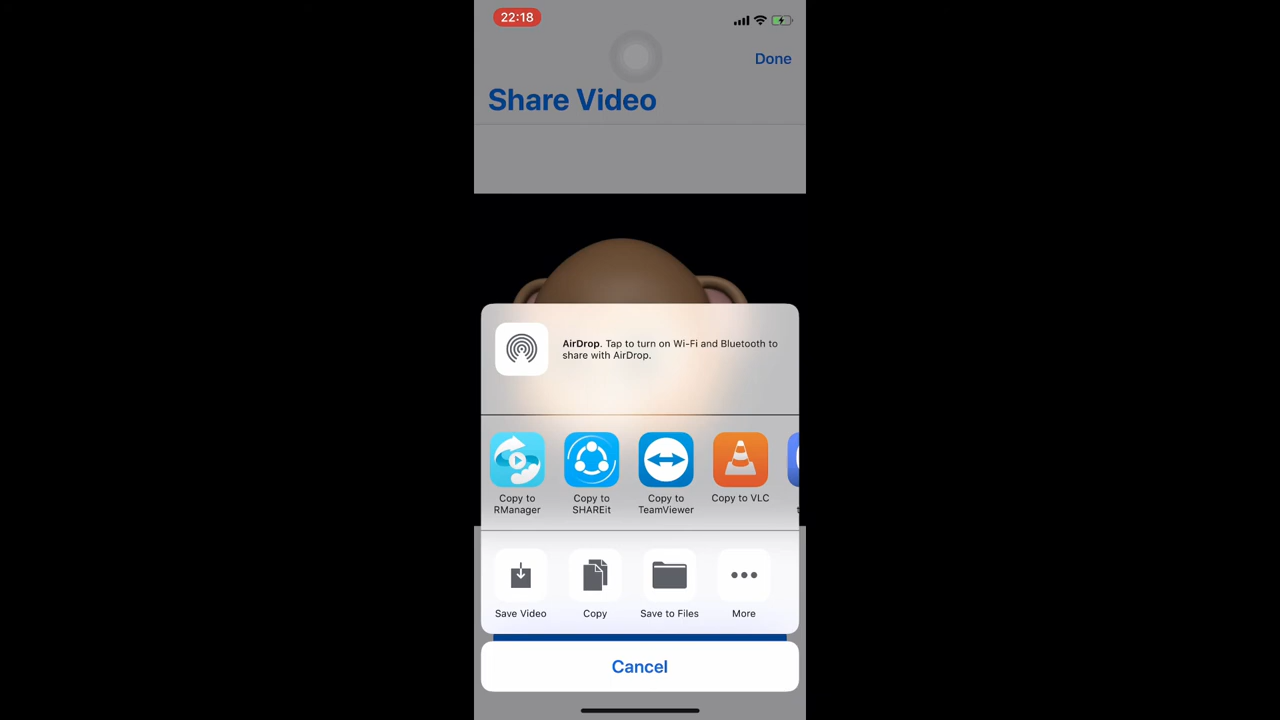 22:18
Done
Share Video
AirDrop. Tap to turn on Wi-Fi and Bluetooth to
share with AirDrop.
Copy to
RManager
Copy to
SHAREit
Copy to
TeamViewer
Copy to VLC
Save Video
Copy
Save to Files
More
Cancel